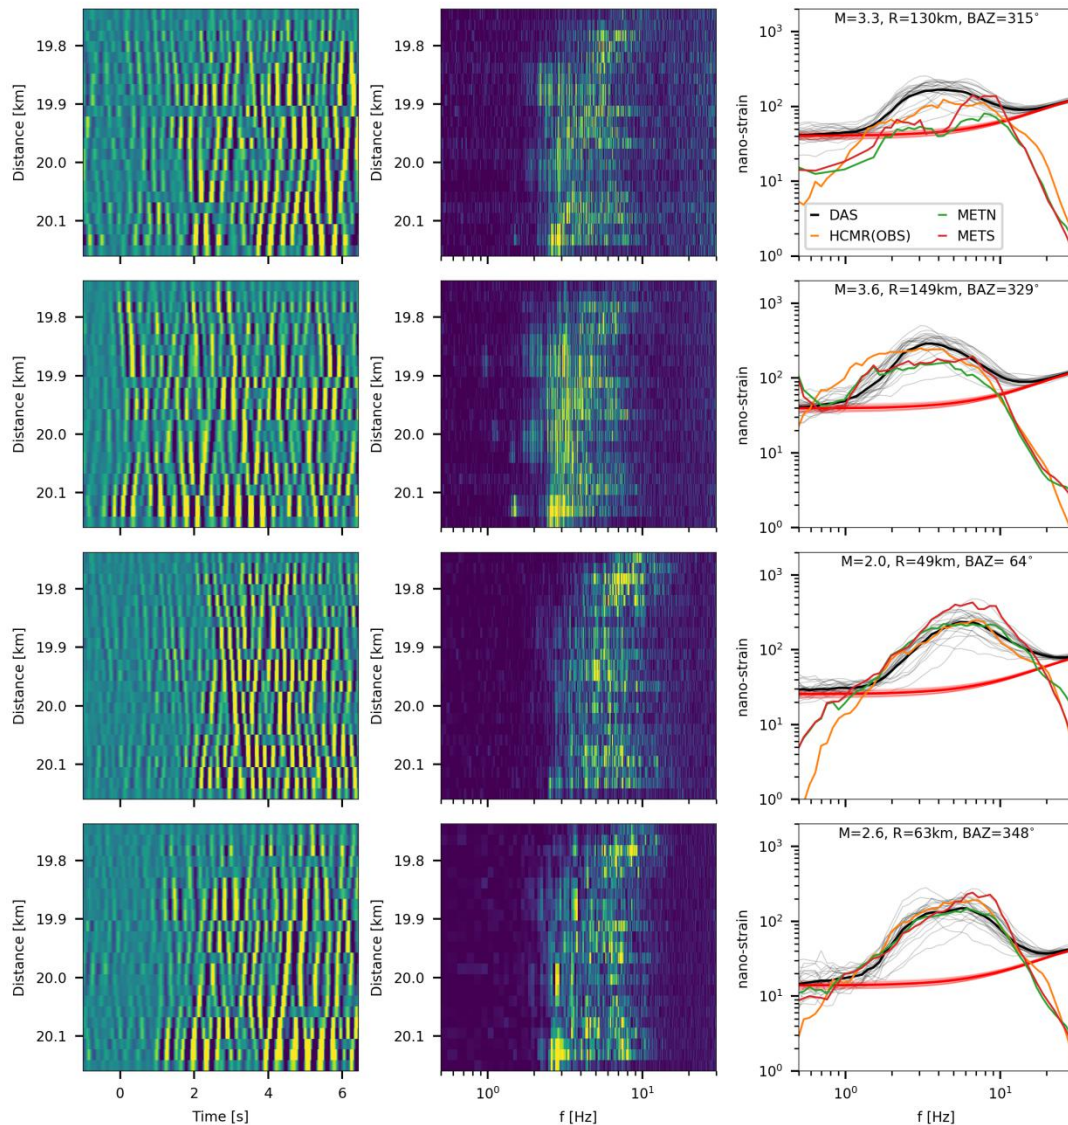 M=3.3, R=130km, BAZ=315°
19.8
19.9
20.0
20.1
Distance [km]
Distance [km]
19.8
19.9
20.0
20.1
nano-strain
10³
10²
10¹
10⁰
DAS
HCMR(OBS)
METN
METS
M=3.6, R=149km, BAZ=329°
19.8
19.9
20.0
20.1
Distance [km]
Distance [km]
19.8
19.9
20.0
20.1
nano-strain
10³
10²
10¹
10⁰
M=2.0, R=49km, BAZ= 64°
19.8
19.9
20.0
20.1
Distance [km]
Distance [km]
19.8
19.9
20.0
20.1
nano-strain
10³
10²
10¹
10⁰
M=2.6, R=63km, BAZ=348°
19.8
19.9
20.0
20.1
Distance [km]
Distance [km]
19.8
19.9
20.0
20.1
nano-strain
10³
10²
10¹
10⁰
0 2 4 6
10⁰ 10¹
10⁰ 10¹
Time [s]
f [Hz]
f [Hz]